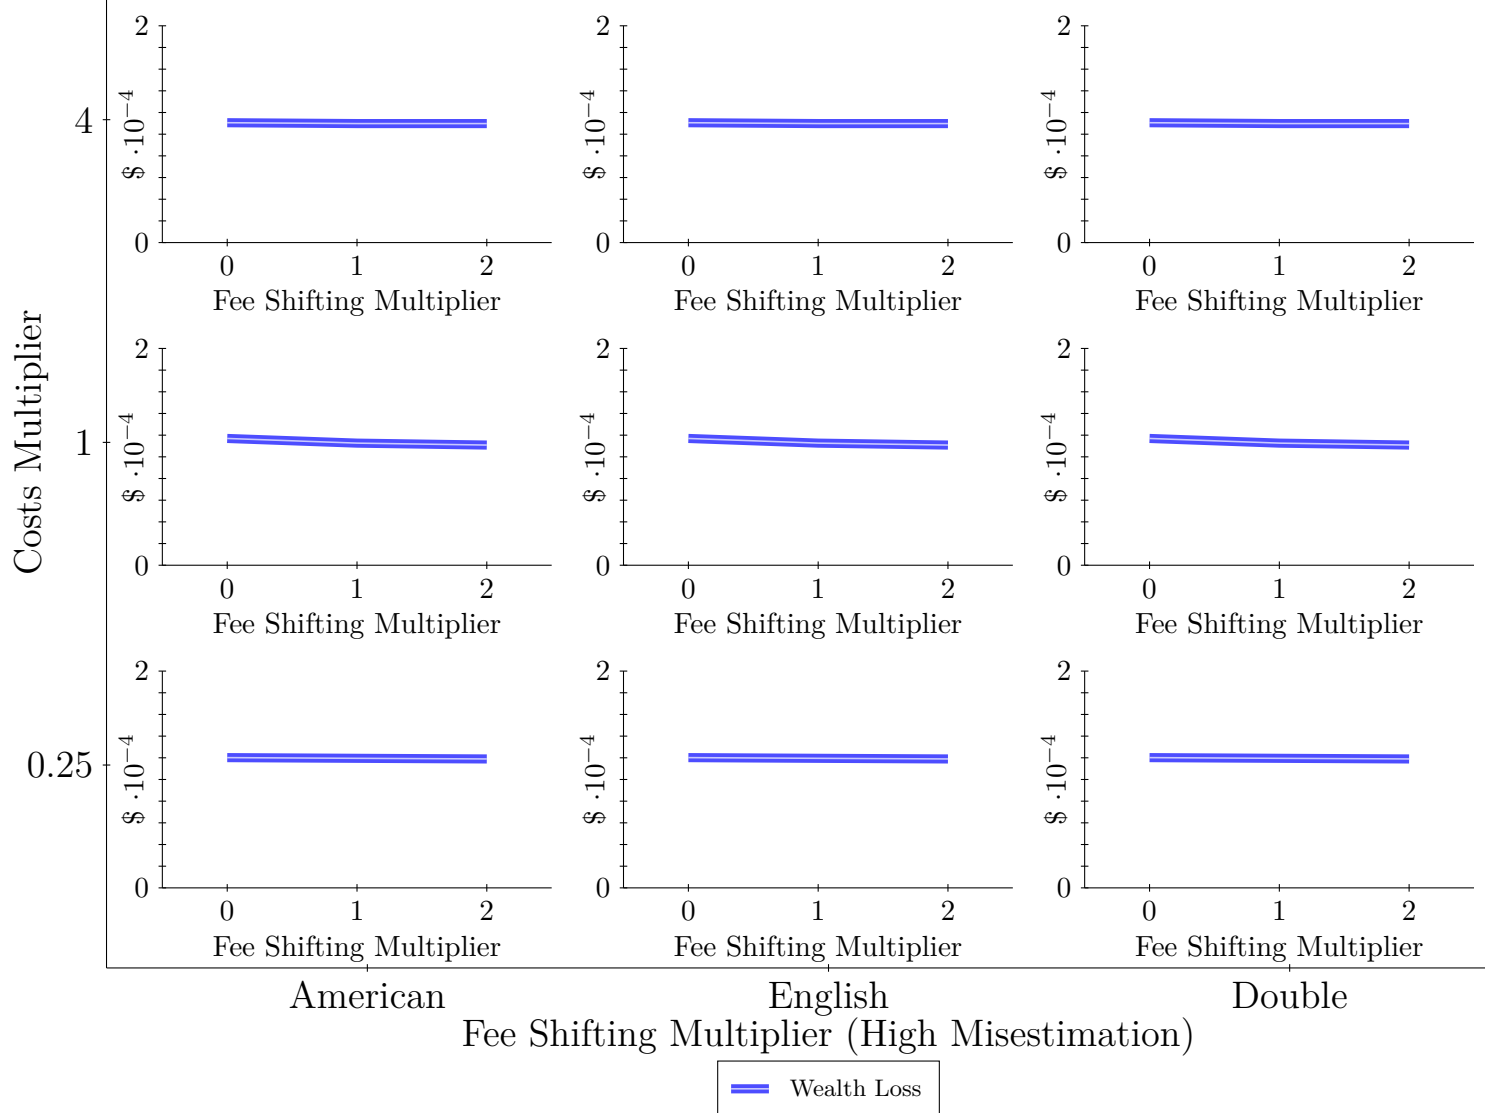 2
$ ·10⁻⁴
0
0 1 2
Fee Shifting Multiplier
2
$ ·10⁻⁴
0
0 1 2
Fee Shifting Multiplier
2
$ ·10⁻⁴
0
0 1 2
Fee Shifting Multiplier
4
2
$ ·10⁻⁴
0
0 1 2
Fee Shifting Multiplier
2
$ ·10⁻⁴
0
0 1 2
Fee Shifting Multiplier
2
$ ·10⁻⁴
0
0 1 2
Fee Shifting Multiplier
1
Costs Multiplier
2
$ ·10⁻⁴
0
0 1 2
Fee Shifting Multiplier
2
$ ·10⁻⁴
0
0 1 2
Fee Shifting Multiplier
2
$ ·10⁻⁴
0
0 1 2
Fee Shifting Multiplier
0.25
American English Double
Fee Shifting Multiplier (High Misestimation)
Wealth Loss